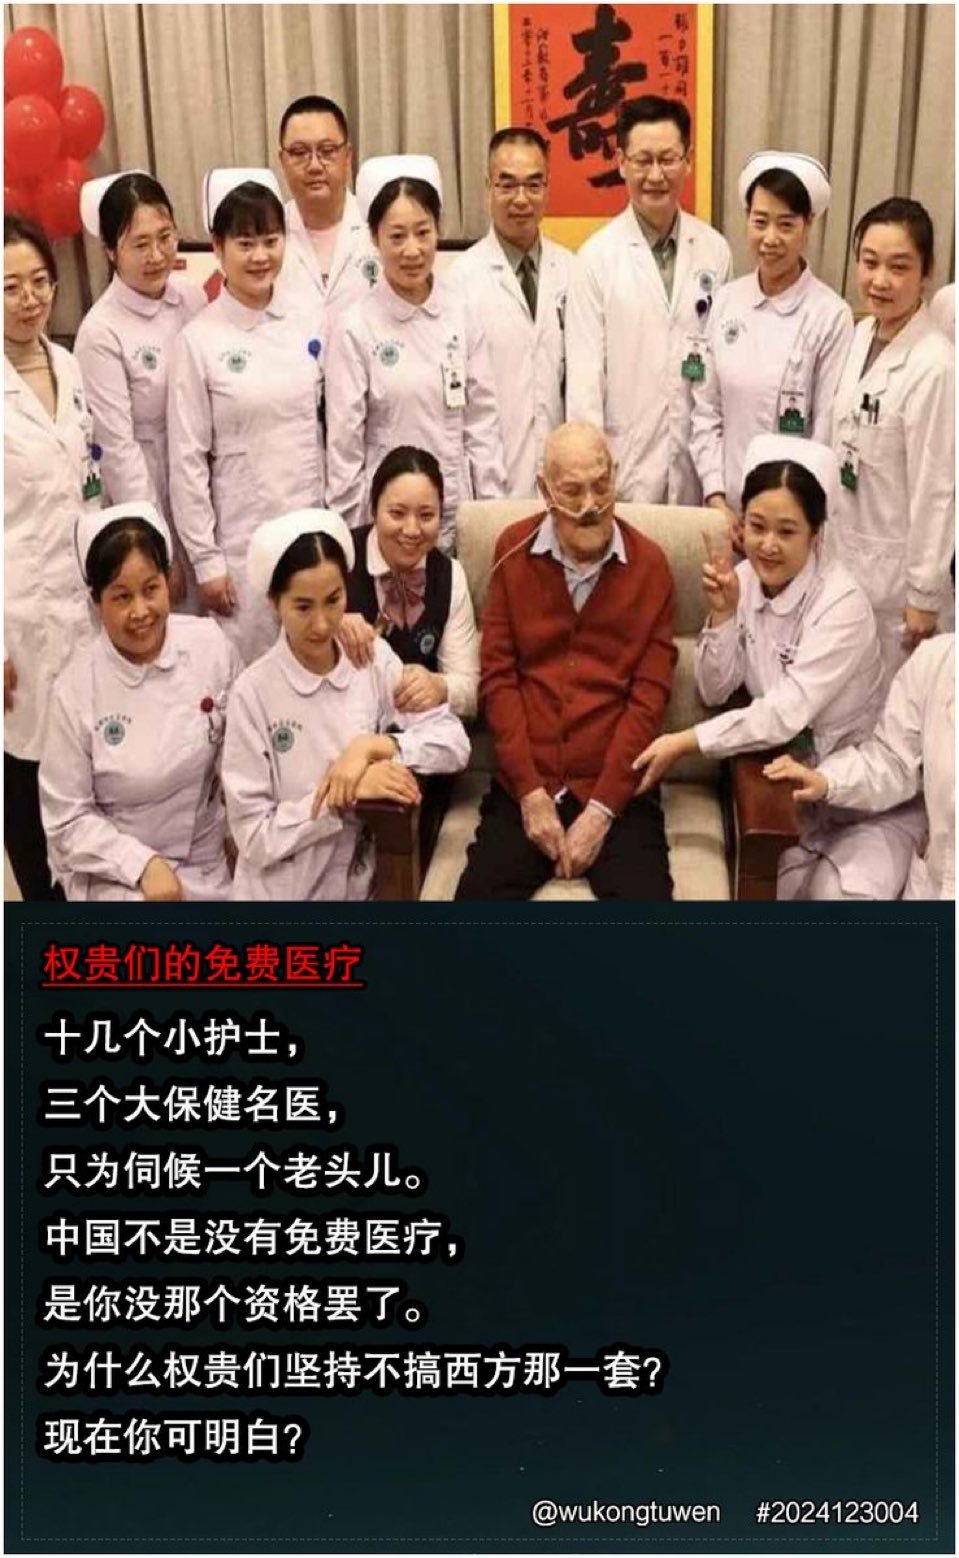 寿
权贵们的免费医疗
十几个小护士，
三个大保健名医，
只为伺候一个老头儿。
中国不是没有免费医疗，
是你没那个资格罢了。
为什么权贵们坚持不搞西方那一套?
现在你可明白?
@wukongtuwen #2024123004